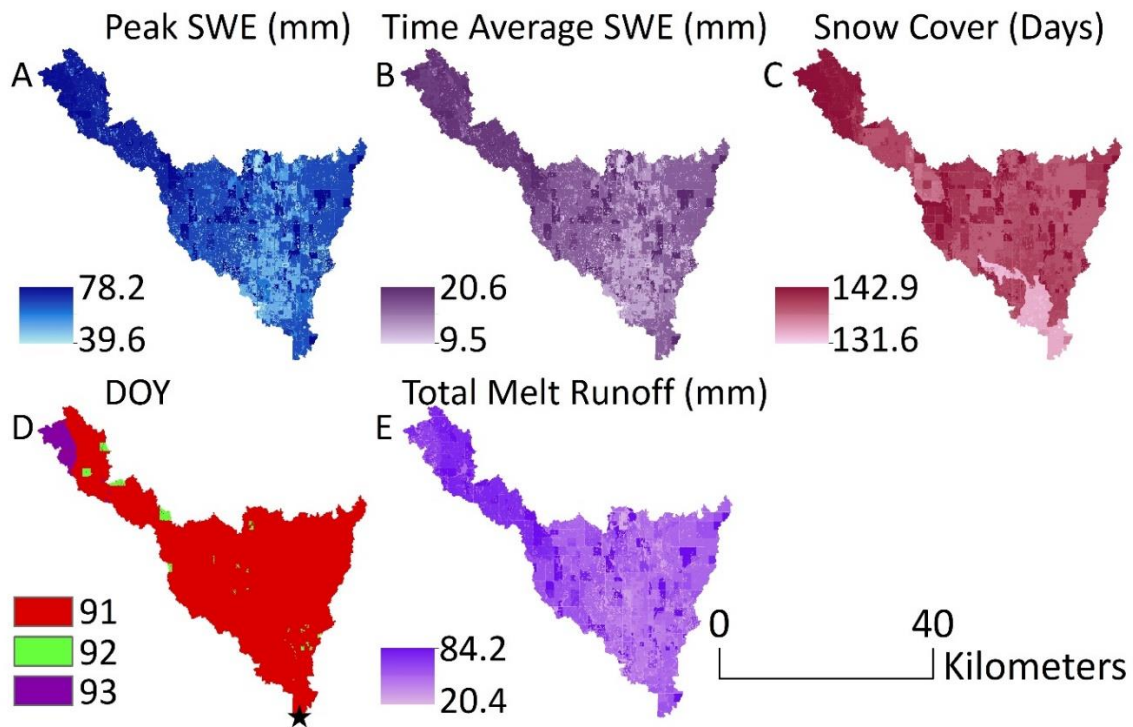 Peak SWE (mm)
Time Average SWE (mm)
Snow Cover (Days)
A
B
C
78.2
39.6
20.6
9.5
142.9
131.6
DOY
Total Melt Runoff (mm)
D
E
91
92
93
84.2
20.4
0
40
Kilometers